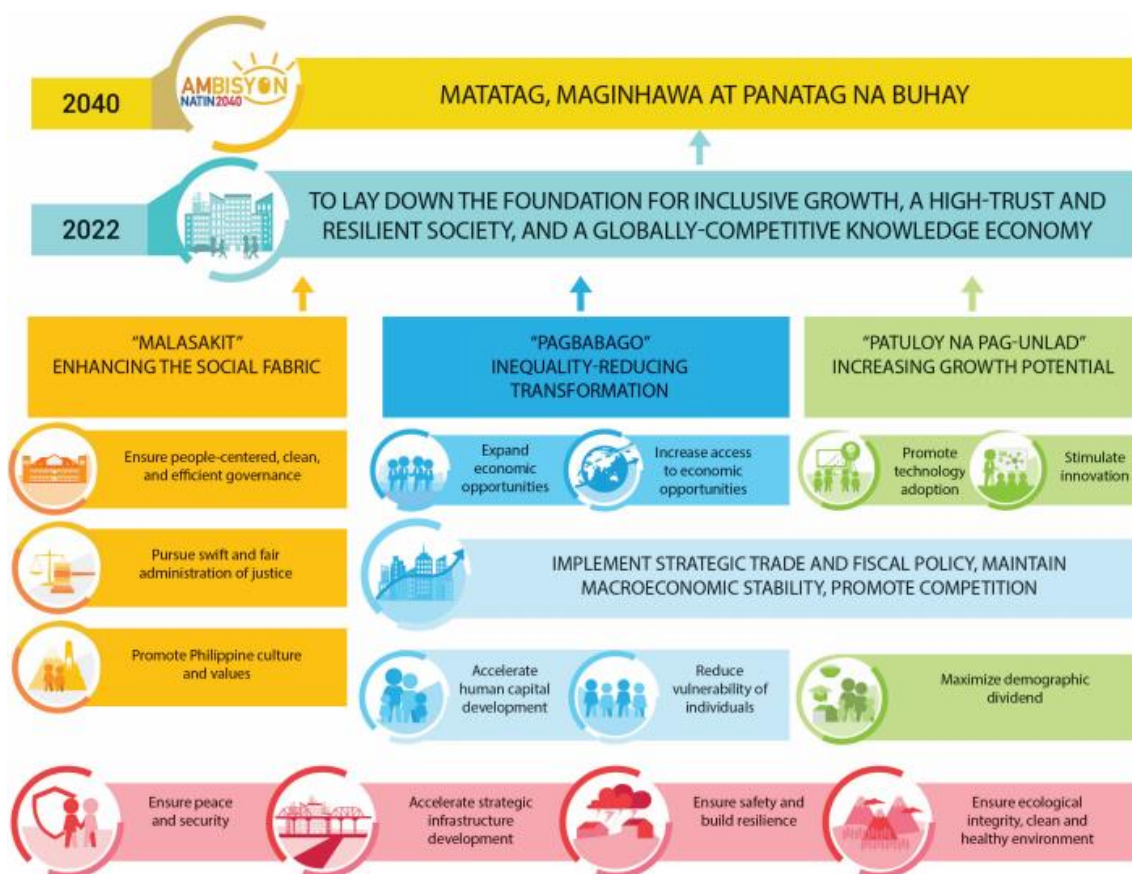 2040
AMBISYON
NATIN 2040
MATATAG, MAGINHAWA AT PANATAG NA BUHAY
2022
TO LAY DOWN THE FOUNDATION FOR INCLUSIVE GROWTH, A HIGH-TRUST AND
RESILIENT SOCIETY, AND A GLOBALLY-COMPETITIVE KNOWLEDGE ECONOMY
“MALASAKIT”
ENHANCING THE SOCIAL FABRIC
“PAGBABAGO”
INEQUALITY-REDUCING
TRANSFORMATION
“PATULOY NA PAG-UNLAD”
INCREASING GROWTH POTENTIAL
Ensure people-centered, clean,
and efficient governance
Expand
economic
opportunities
Increase access
to economic
opportunities
Promote
technology
adoption
Stimulate
innovation
Pursue swift and fair
administration of justice
IMPLEMENT STRATEGIC TRADE AND FISCAL POLICY, MAINTAIN
MACROECONOMIC STABILITY, PROMOTE COMPETITION
Promote Philippine culture
and values
Accelerate
human capital
development
Reduce
vulnerability of
individuals
Maximize demographic
dividend
Ensure peace
and security
Accelerate strategic
infrastructure
development
Ensure safety and
build resilience
Ensure ecological
integrity, clean and
healthy environment